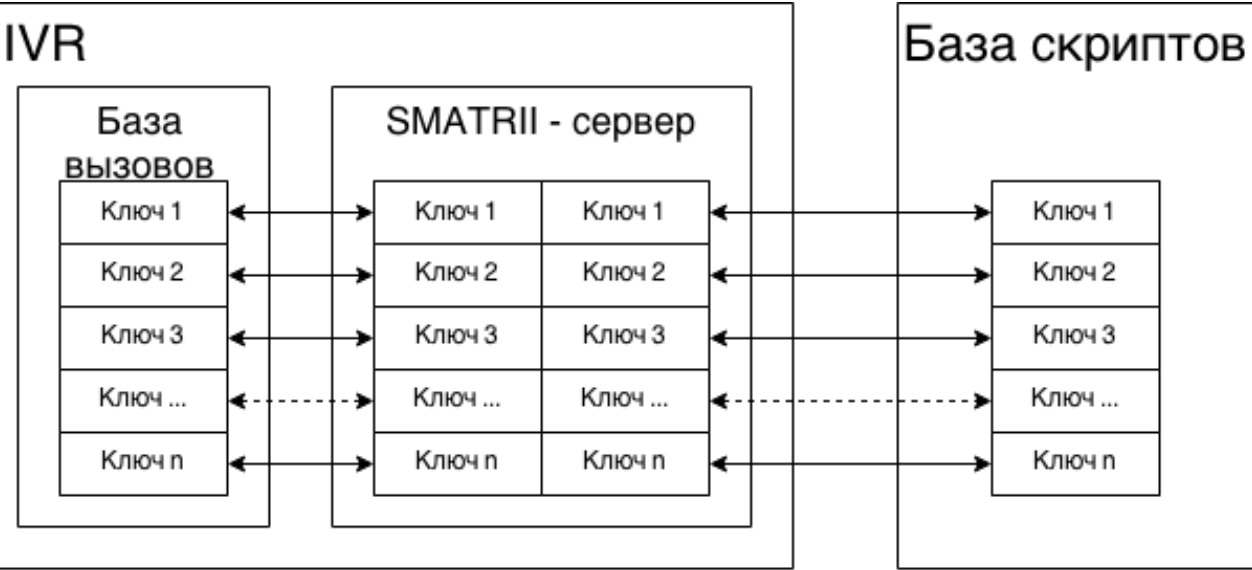 IVR
База скриптов
База
вызовов
SMATRII - сервер
Ключ 1 Ключ 1 Ключ 1 Ключ 1
Ключ 2 Ключ 2 Ключ 2 Ключ 2
Ключ 3 Ключ 3 Ключ 3 Ключ 3
Ключ ... Ключ ... Ключ ... Ключ ...
Ключ n Ключ n Ключ n Ключ n